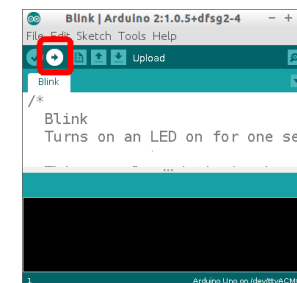 Blink | Arduino 2:1.0.5+dfsg2-4
File Edit Sketch Tools Help
Upload
Blink
/*
Blink
Turns on an LED on for one se
...
1
Arduino Uno on /dev/ttyACM